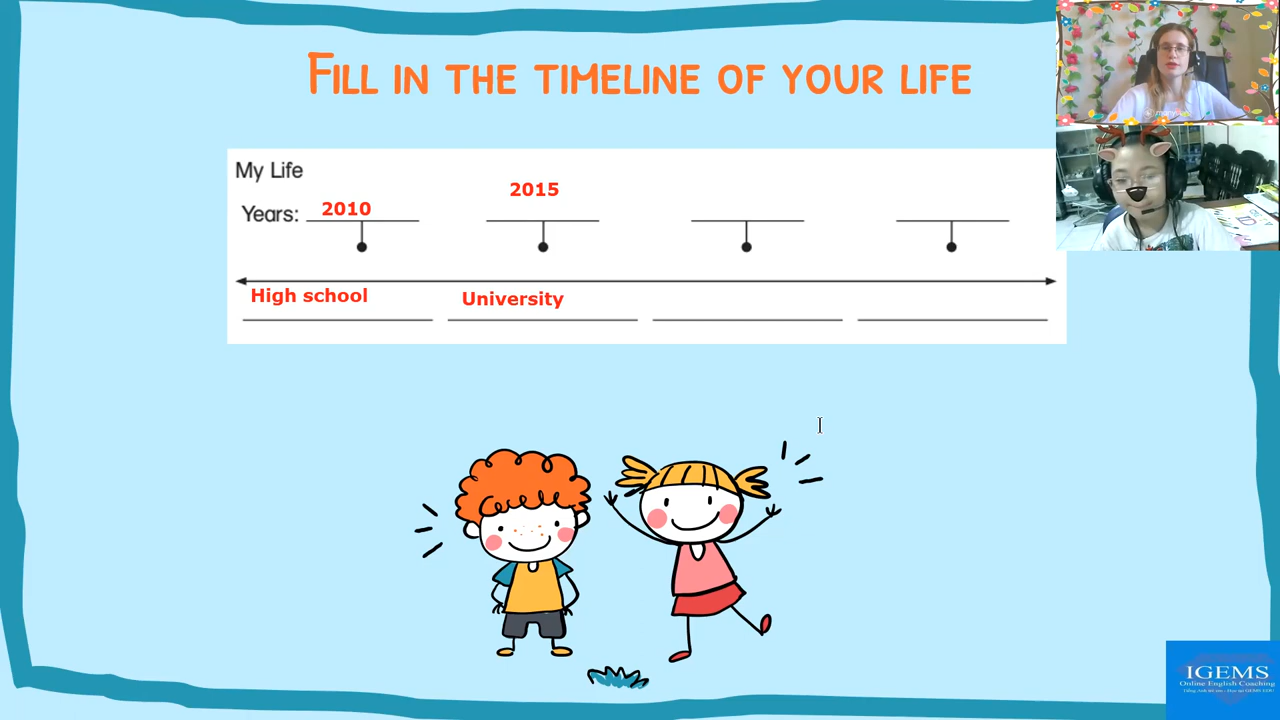 FILL IN THE TIMELINE OF YOUR LIFE
My Life
Years: 2010 2015
High school University
IGEMS
Online English Coaching